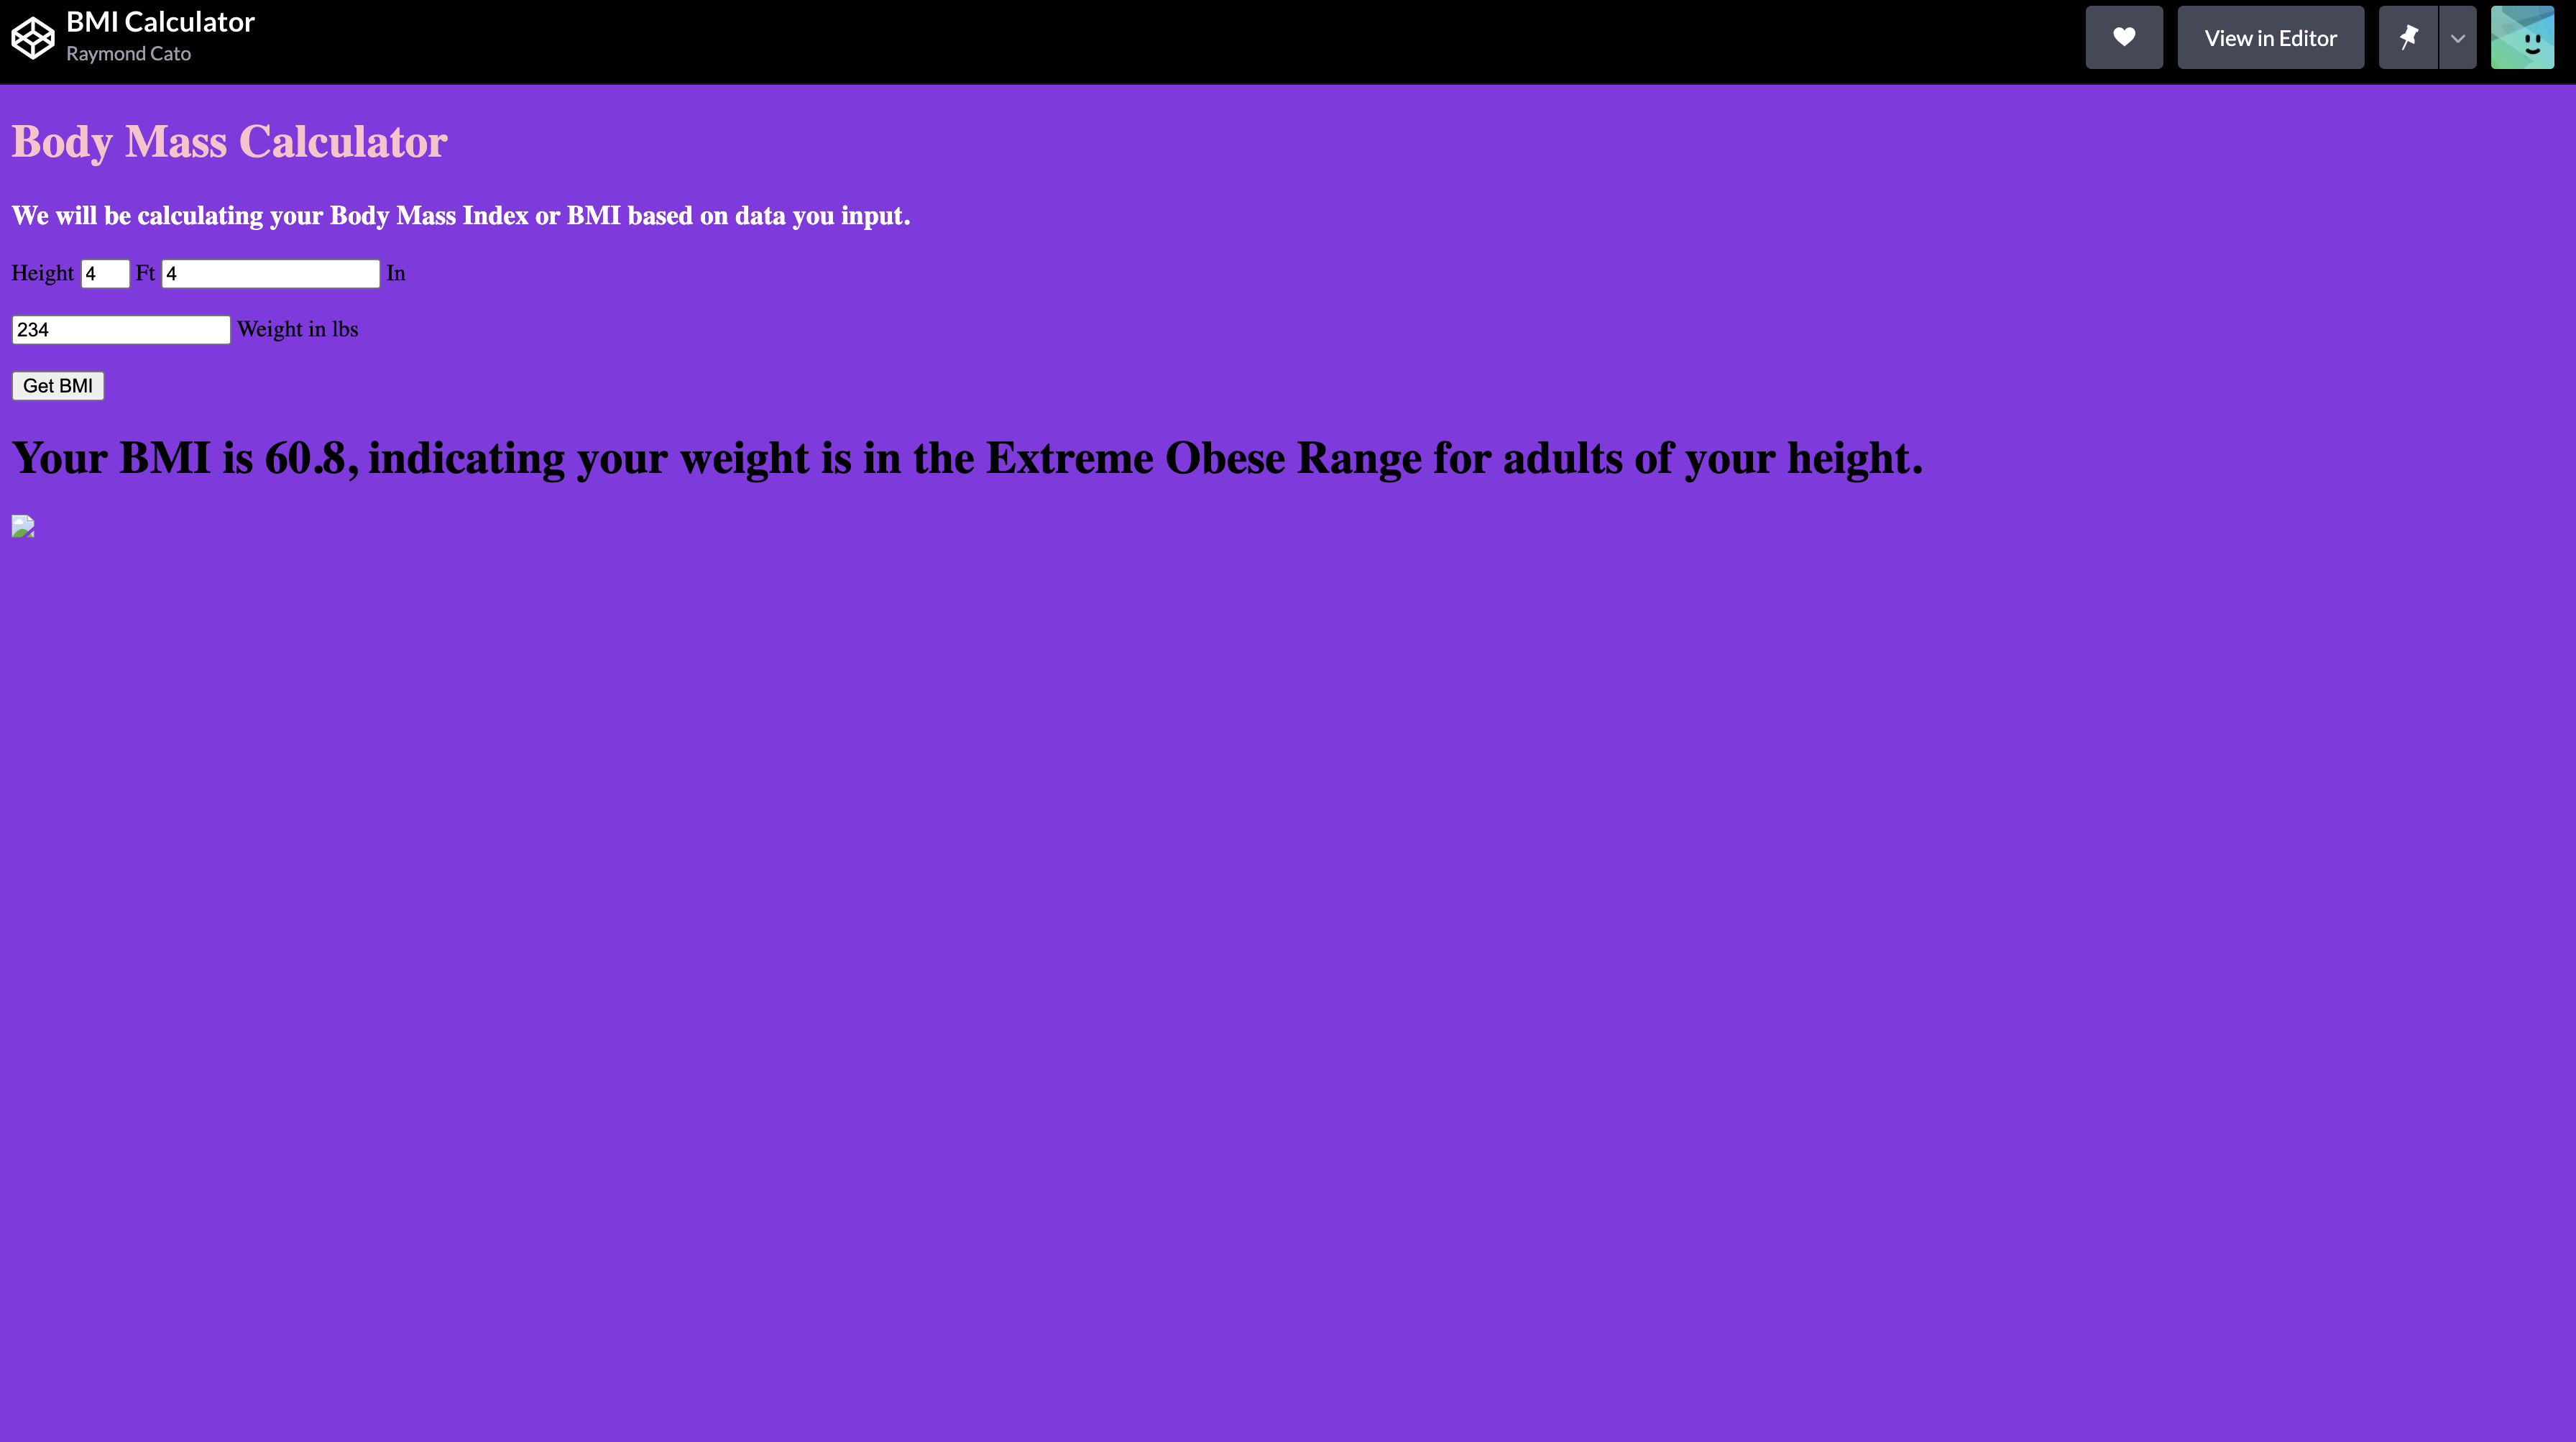 BMI Calculator
Raymond Cato
View in Editor
Body Mass Calculator
We will be calculating your Body Mass Index or BMI based on data you input.
Height 4 Ft 4 In
234 Weight in lbs
Get BMI
Your BMI is 60.8, indicating your weight is in the Extreme Obese Range for adults of your height.